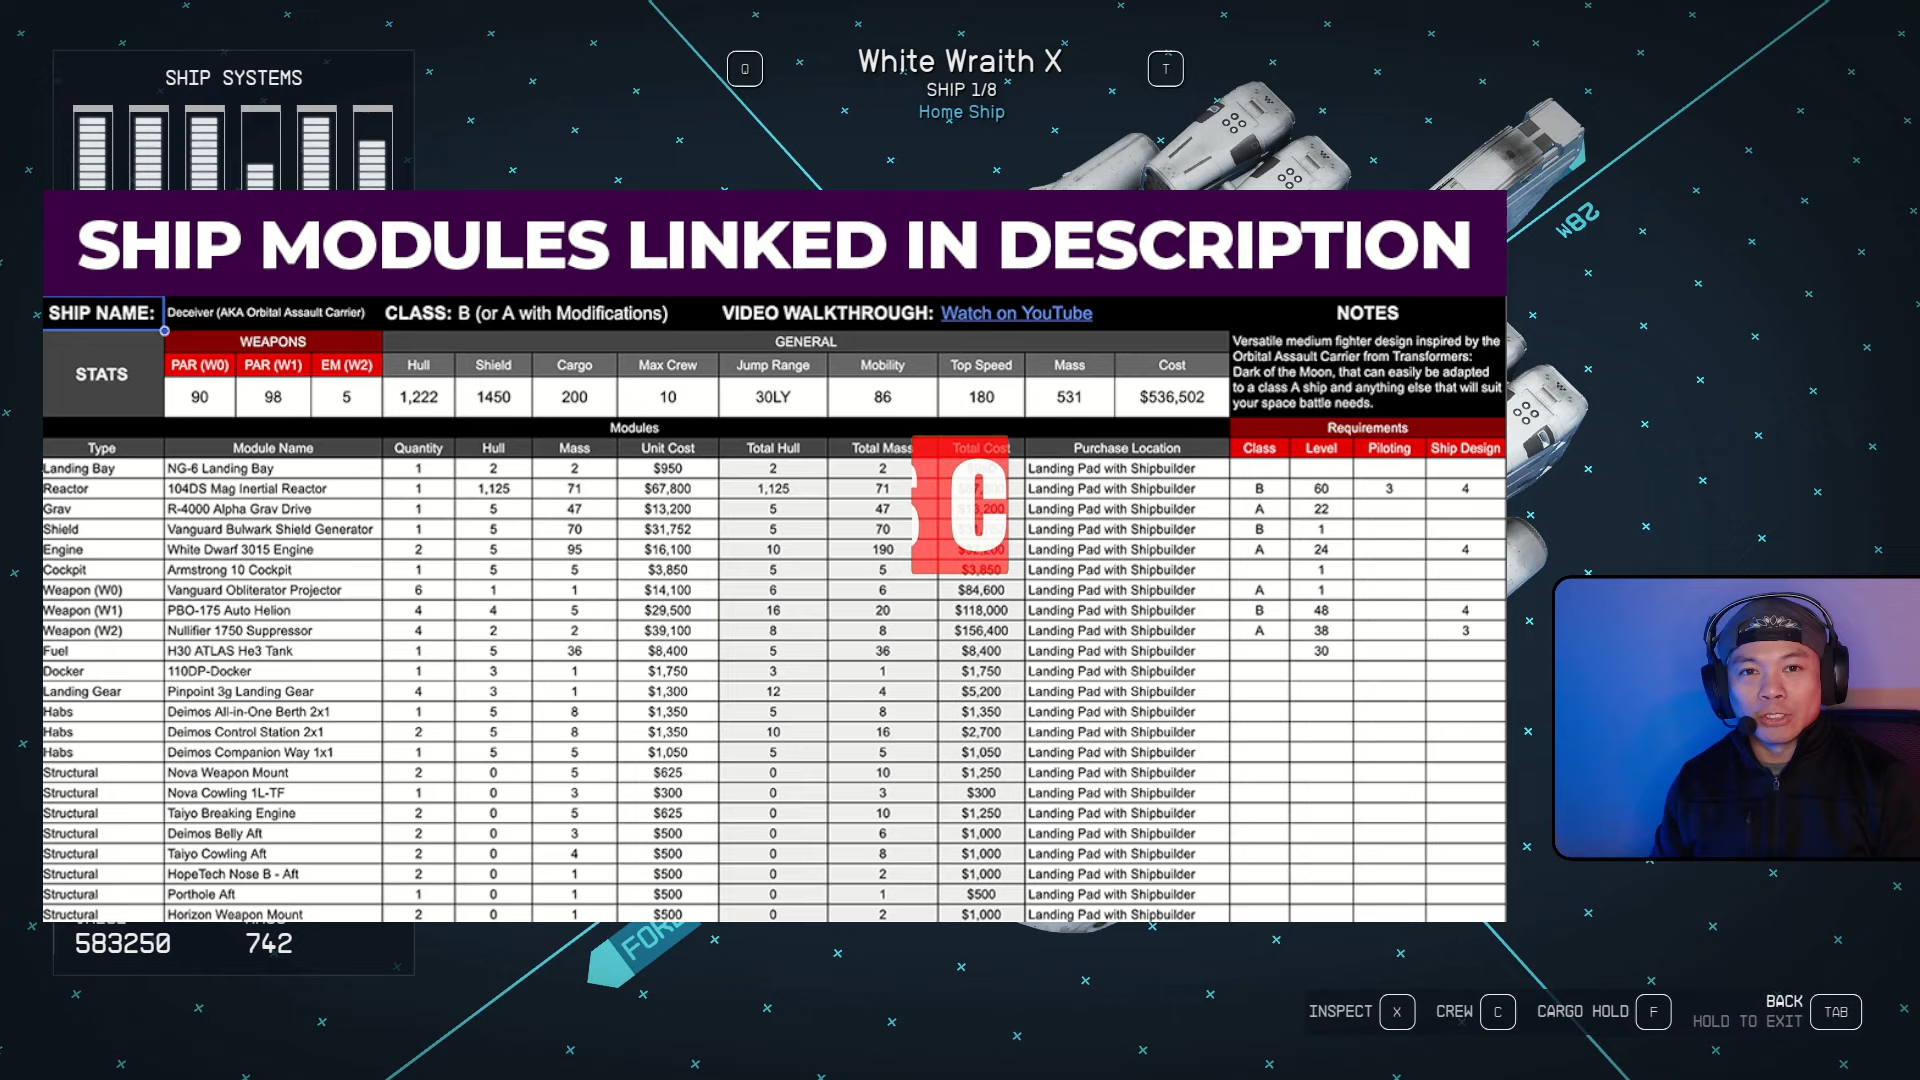 SHIP SYSTEMS
Q
White Wraith X
T
SHIP 1/8
Home Ship
28M
SHIP MODULES LINKED IN DESCRIPTION
SHIP NAME: Deceiver (AKA Orbital Assault Carrier) CLASS: B (or A with Modifications) VIDEO WALKTHROUGH: Watch on YouTube NOTES
STATS WEAPONS GENERAL
PAR (W0) PAR (W1) EM (W2) Hull Shield Cargo Max Crew Jump Range Mobility Top Speed Mass Cost
90 98 5 1,222 1450 200 10 30LY 86 180 531 $536,502
Versatile medium fighter design inspired by the
Orbital Assault Carrier from Transformers:
Dark of the Moon, that can easily be adapted
to a class A ship and anything else that will suit
your space battle needs.
Modules Requirements
Type Module Name Quantity Hull Mass Unit Cost Total Hull Total Mass Total Cost Purchase Location Class Level Piloting Ship Design
Landing Bay NG-6 Landing Bay 1 2 2 $950 2 2 Landing Pad with Shipbuilder
Reactor 104DS Mag Inertial Reactor 1 1,125 71 $67,800 1,125 71 Landing Pad with Shipbuilder B 60 3 4
Grav R-4000 Alpha Grav Drive 1 5 47 $13,200 5 47 Landing Pad with Shipbuilder A 22
Shield Vanguard Bulwark Shield Generator 1 5 70 $31,752 5 70 Landing Pad with Shipbuilder B 1
Engine White Dwarf 3015 Engine 2 5 95 $16,100 10 190 Landing Pad with Shipbuilder A 24 4
Cockpit Armstrong 10 Cockpit 1 5 5 $3,850 5 5 $3,850 Landing Pad with Shipbuilder 1
Weapon (W0) Vanguard Obliterator Projector 6 1 1 $14,100 6 6 $84,600 Landing Pad with Shipbuilder A 1
Weapon (W1) PBO-175 Auto Helion 4 4 5 $29,500 16 20 $118,000 Landing Pad with Shipbuilder B 48 4
Weapon (W2) Nullifier 1750 Suppressor 4 2 2 $39,100 8 8 $156,400 Landing Pad with Shipbuilder A 38 3
Fuel H30 ATLAS He3 Tank 1 5 36 $8,400 5 36 $8,400 Landing Pad with Shipbuilder 30
Docker 110DP-Docker 1 3 1 $1,750 3 1 $1,750 Landing Pad with Shipbuilder
Landing Gear Pinpoint 3g Landing Gear 4 3 1 $1,300 12 4 $5,200 Landing Pad with Shipbuilder
Habs Deimos All-in-One Berth 2x1 1 5 8 $1,350 5 8 $1,350 Landing Pad with Shipbuilder
Habs Deimos Control Station 2x1 2 5 8 $1,350 10 16 $2,700 Landing Pad with Shipbuilder
Habs Deimos Companion Way 1x1 1 5 5 $1,050 5 5 $1,050 Landing Pad with Shipbuilder
Structural Nova Weapon Mount 2 0 5 $625 0 10 $1,250 Landing Pad with Shipbuilder
Structural Nova Cowling 1L-TF 1 0 3 $300 0 3 $300 Landing Pad with Shipbuilder
Structural Taiyo Breaking Engine 2 0 5 $625 0 10 $1,250 Landing Pad with Shipbuilder
Structural Deimos Belly Aft 2 0 3 $500 0 6 $1,000 Landing Pad with Shipbuilder
Structural Taiyo Cowling Aft 2 0 4 $500 0 8 $1,000 Landing Pad with Shipbuilder
Structural HopeTech Nose B - Aft 2 0 1 $500 0 2 $1,000 Landing Pad with Shipbuilder
Structural Porthole Aft 1 0 1 $500 0 1 $500 Landing Pad with Shipbuilder
Structural Horizon Weapon Mount 2 0 1 $500 0 2 $1,000 Landing Pad with Shipbuilder
C
583250 742
INSPECT X CREW C CARGO HOLD F BACK TAB
HOLD TO EXIT